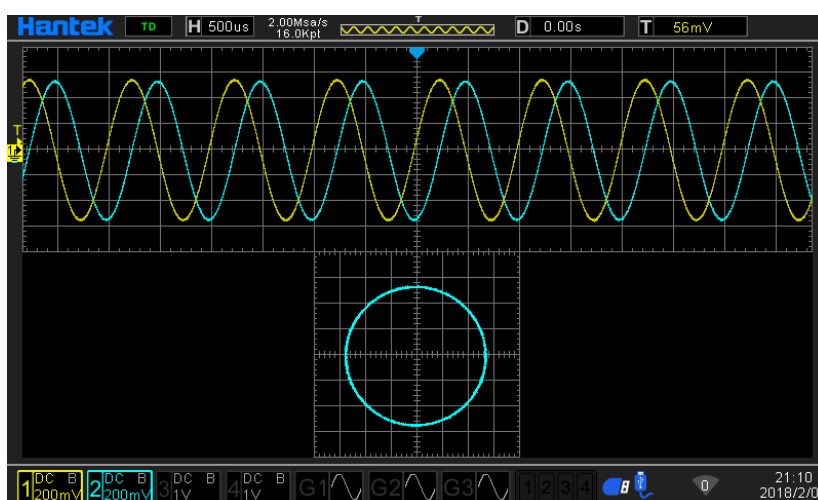 Hantek TD H 500us 2.00Msa/s 16.0Kpt T D 0.00s T 56mV
T
1
1 DC B 200mV 2 DC B 200mV 3 DC B 1V 4 DC B 1V G1 G2 G3 1 2 3 4 0 21:10 2018/2/0